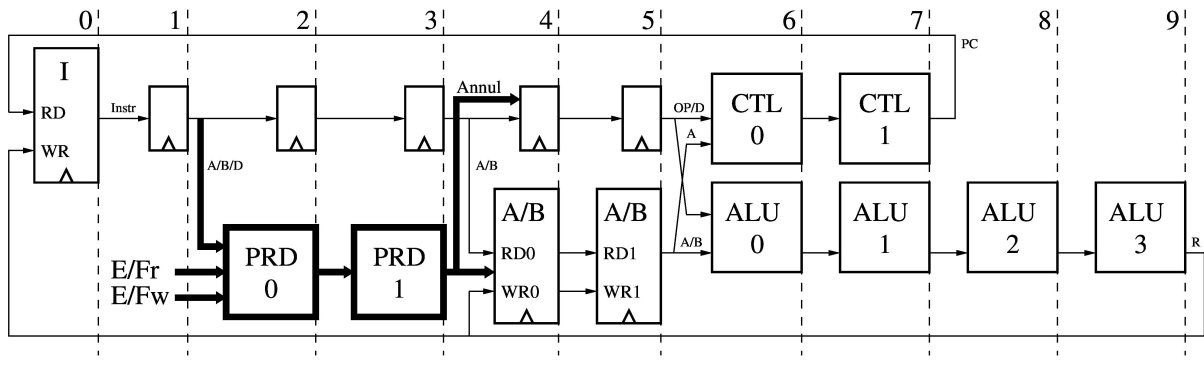 0 1 2 3 4 5 6 7 8 9
PC
I
RD
WR
Instr
A/B/D
Annul
A/B
OP/D
A
A/B
CTL
0
CTL
1
E/Fr
E/Fw
PRD
0
PRD
1
A/B
RD0
WR0
A/B
RD1
WR1
ALU
0
ALU
1
ALU
2
ALU
3
R